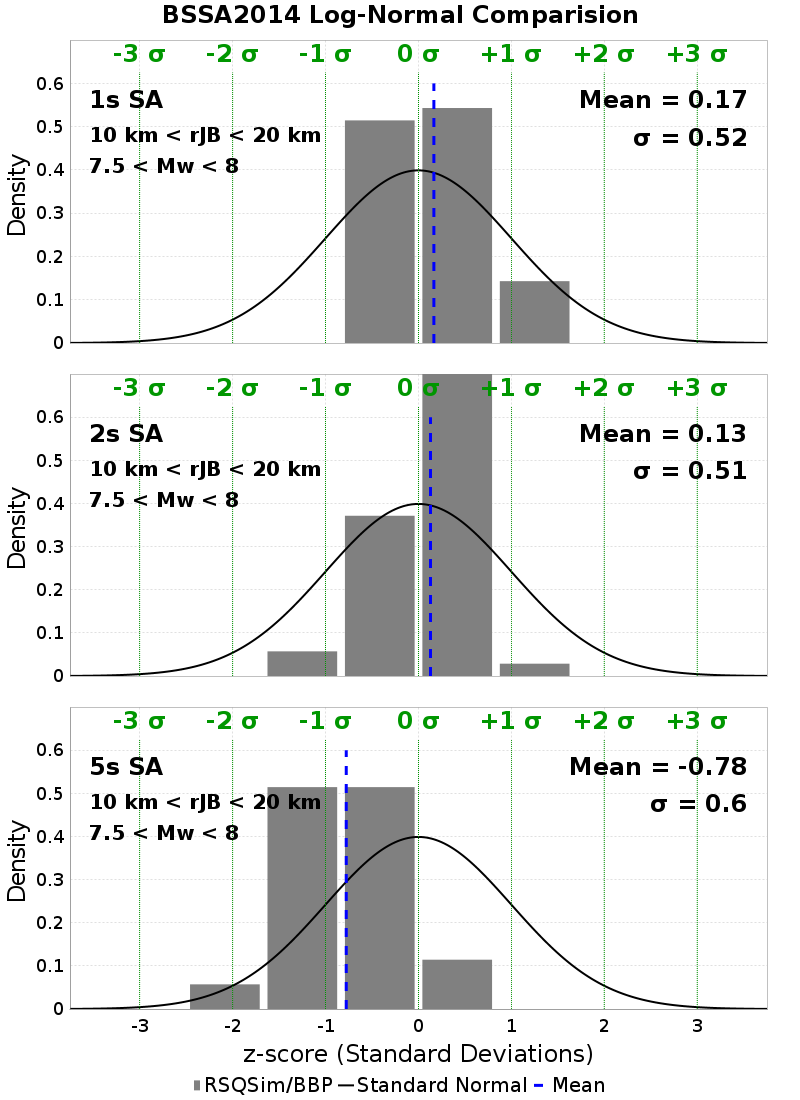 BSSA2014 Log-Normal Comparision
-3 σ -2 σ -1 σ 0 σ +1 σ +2 σ +3 σ
0.6
1s SA
Mean = 0.17
0.5
10 km < rJB < 20 km
σ = 0.52
7.5 < Mw < 8
0.4
0.3
0.2
0.1
0
Density
-3 σ -2 σ -1 σ 0 σ +1 σ +2 σ +3 σ
0.6
2s SA
Mean = 0.13
0.5
10 km < rJB < 20 km
σ = 0.51
7.5 < Mw < 8
0.4
0.3
0.2
0.1
0
Density
-3 σ -2 σ -1 σ 0 σ +1 σ +2 σ +3 σ
0.6
5s SA
Mean = -0.78
0.5
10 km < rJB < 20 km
σ = 0.6
7.5 < Mw < 8
0.4
0.3
0.2
0.1
0
Density
-3 -2 -1 0 1 2 3
z-score (Standard Deviations)
RSQSim/BBP Standard Normal Mean